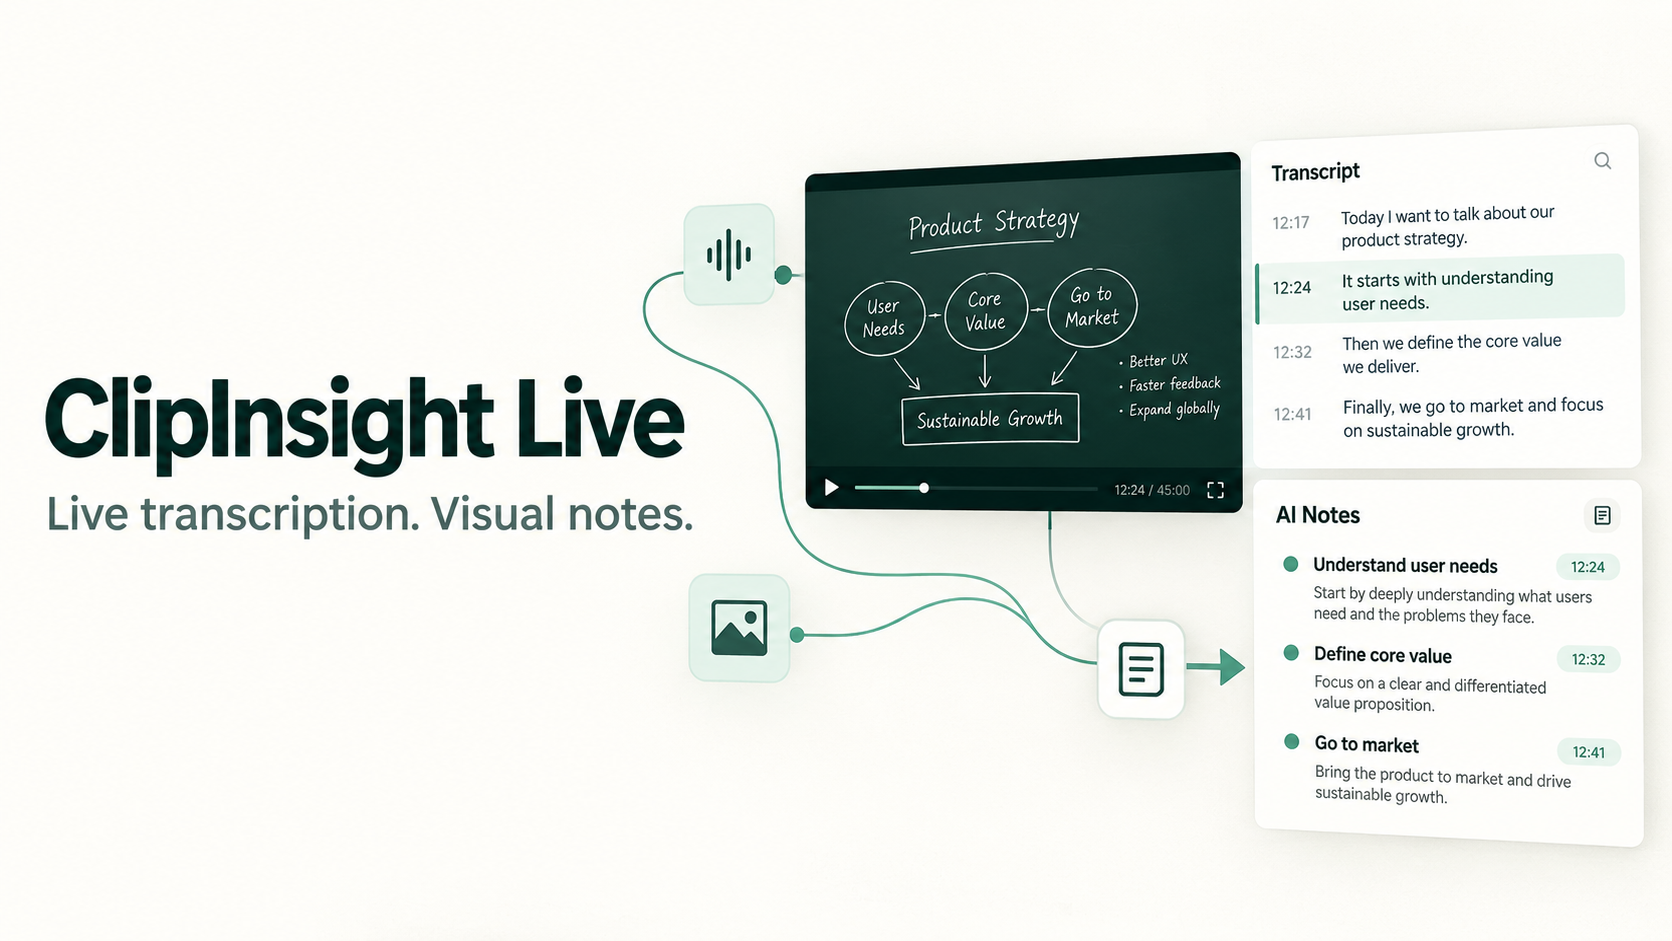 ClipInsight Live
Live transcription. Visual notes.
Product Strategy
User
Needs
Core
Value
Go to
Market
• Better UX
• Faster feedback
• Expand globally
Sustainable Growth
12:24 / 45:00
Transcript
12:17
Today I want to talk about our
product strategy.
12:24
It starts with understanding
user needs.
12:32
Then we define the core value
we deliver.
12:41
Finally, we go to market and focus
on sustainable growth.
AI Notes
Understand user needs
12:24
Start by deeply understanding what users
need and the problems they face.
Define core value
12:32
Focus on a clear and differentiated
value proposition.
Go to market
12:41
Bring the product to market and drive
sustainable growth.